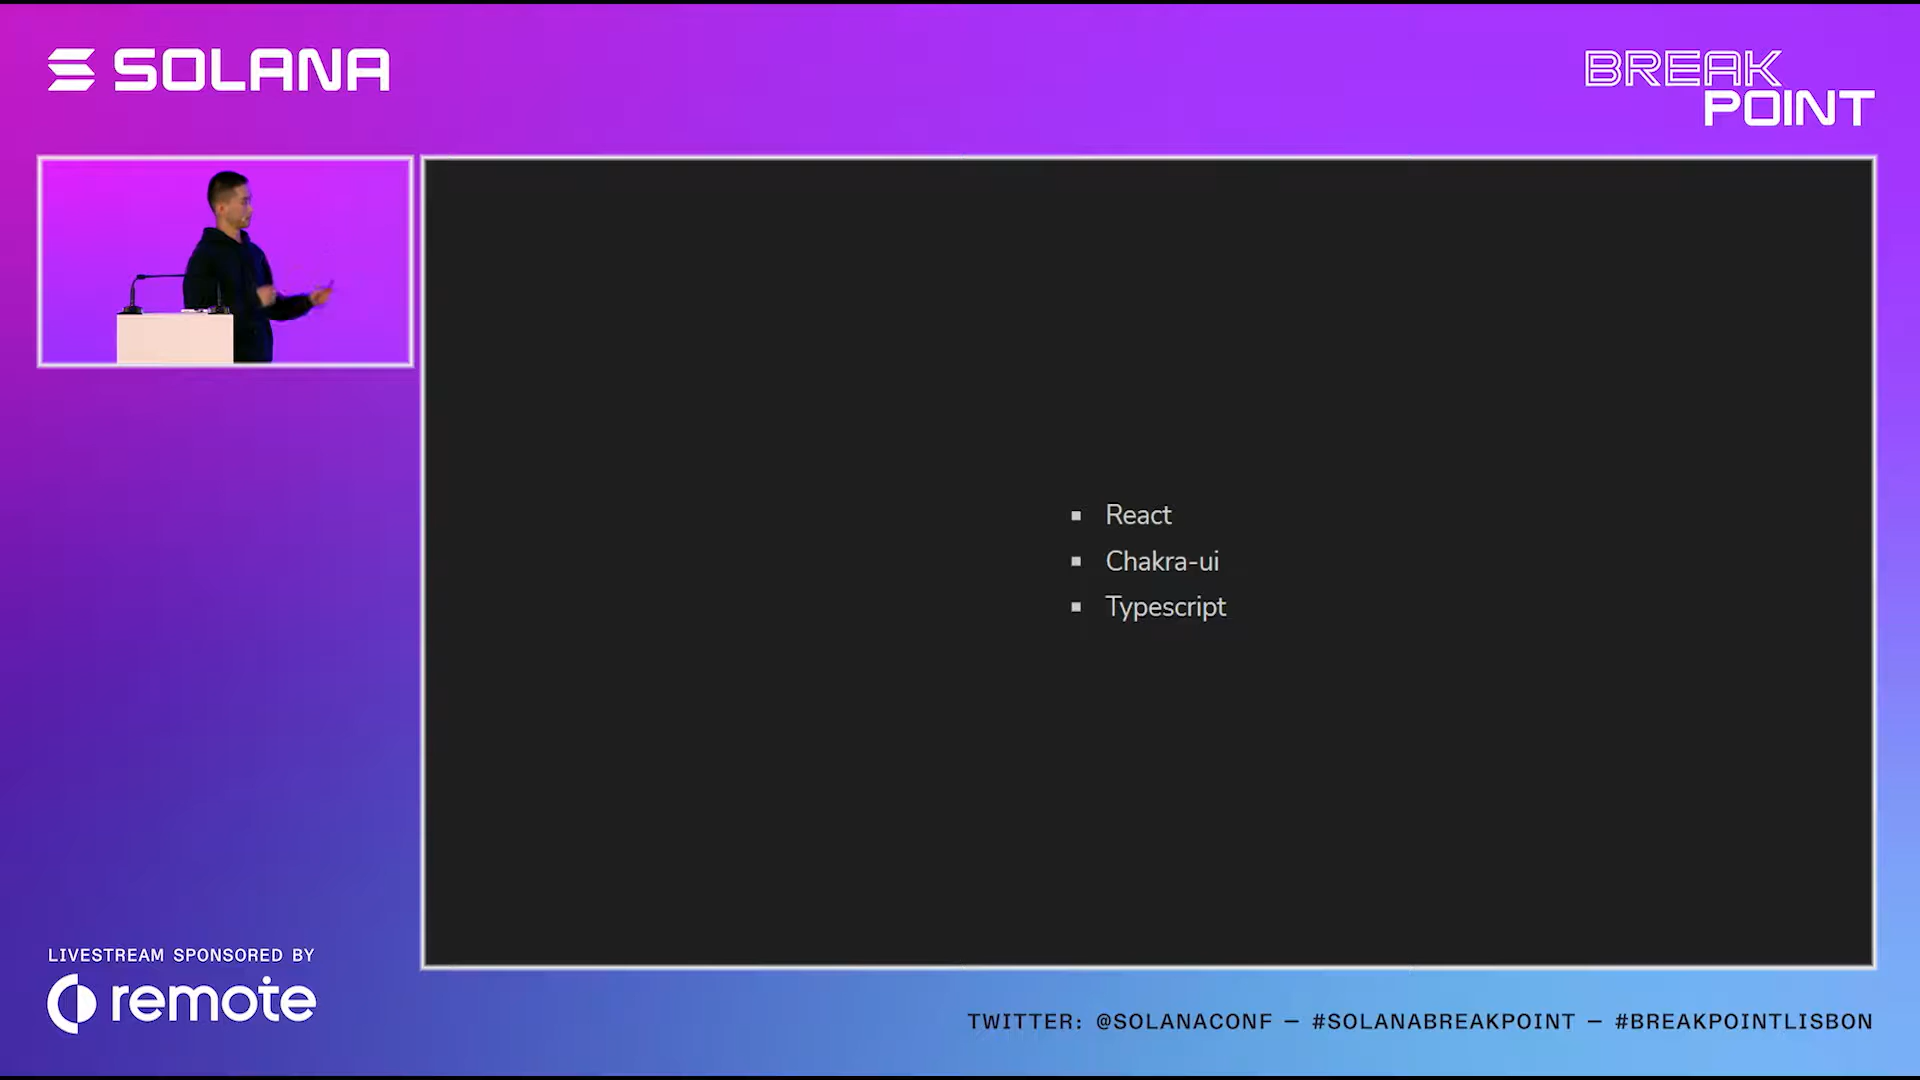 SOLANA
BREAK
POINT
React
Chakra-ui
Typescript
LIVESTREAM SPONSORED BY
remote
TWITTER: @SOLANACONF — #SOLANABREAKPOINT — #BREAKPOINTLISBON